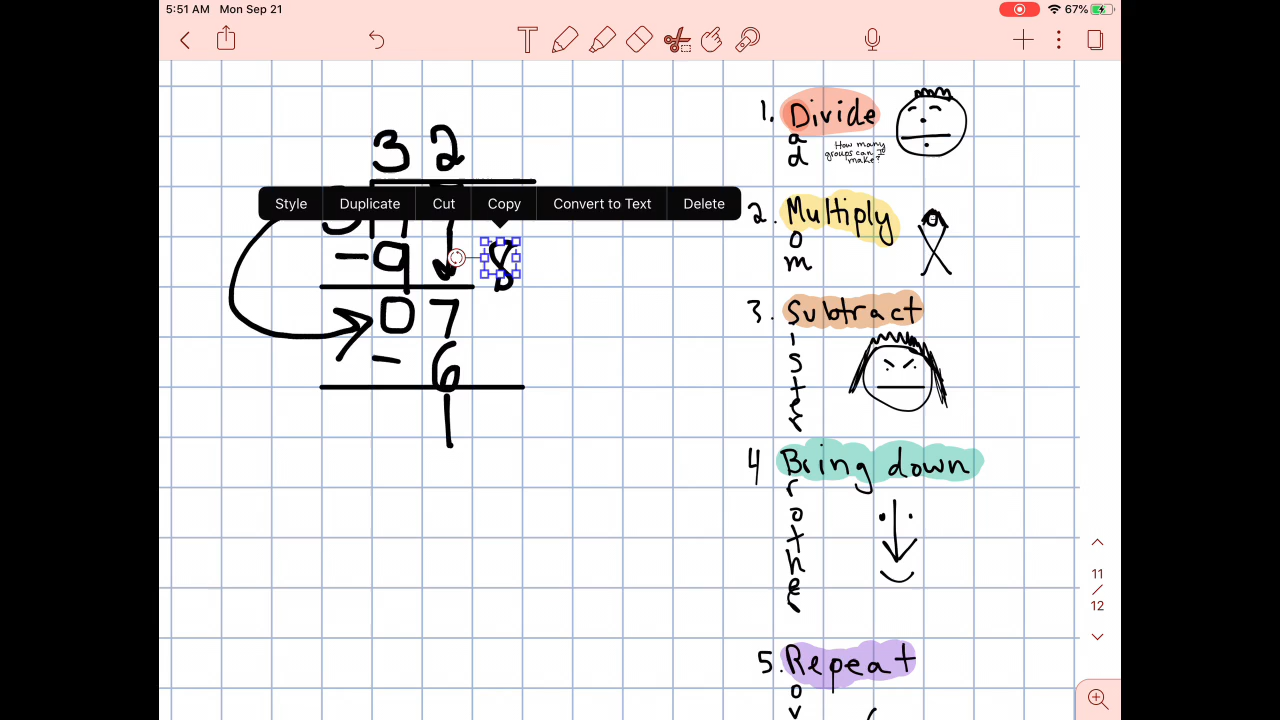 5:51 AM Mon Sep 21
67%
3 2
Style Duplicate Cut Copy Convert to Text Delete
- 9 8
0 7
- 6
1
1. Divide
a
d
How many
groups can I
make?
2. Multiply
o
m
3. Subtract
i
s
t
e
r
4 Bring down
r
o
t
h
e
r
5. Repeat
o
v
11
/
12